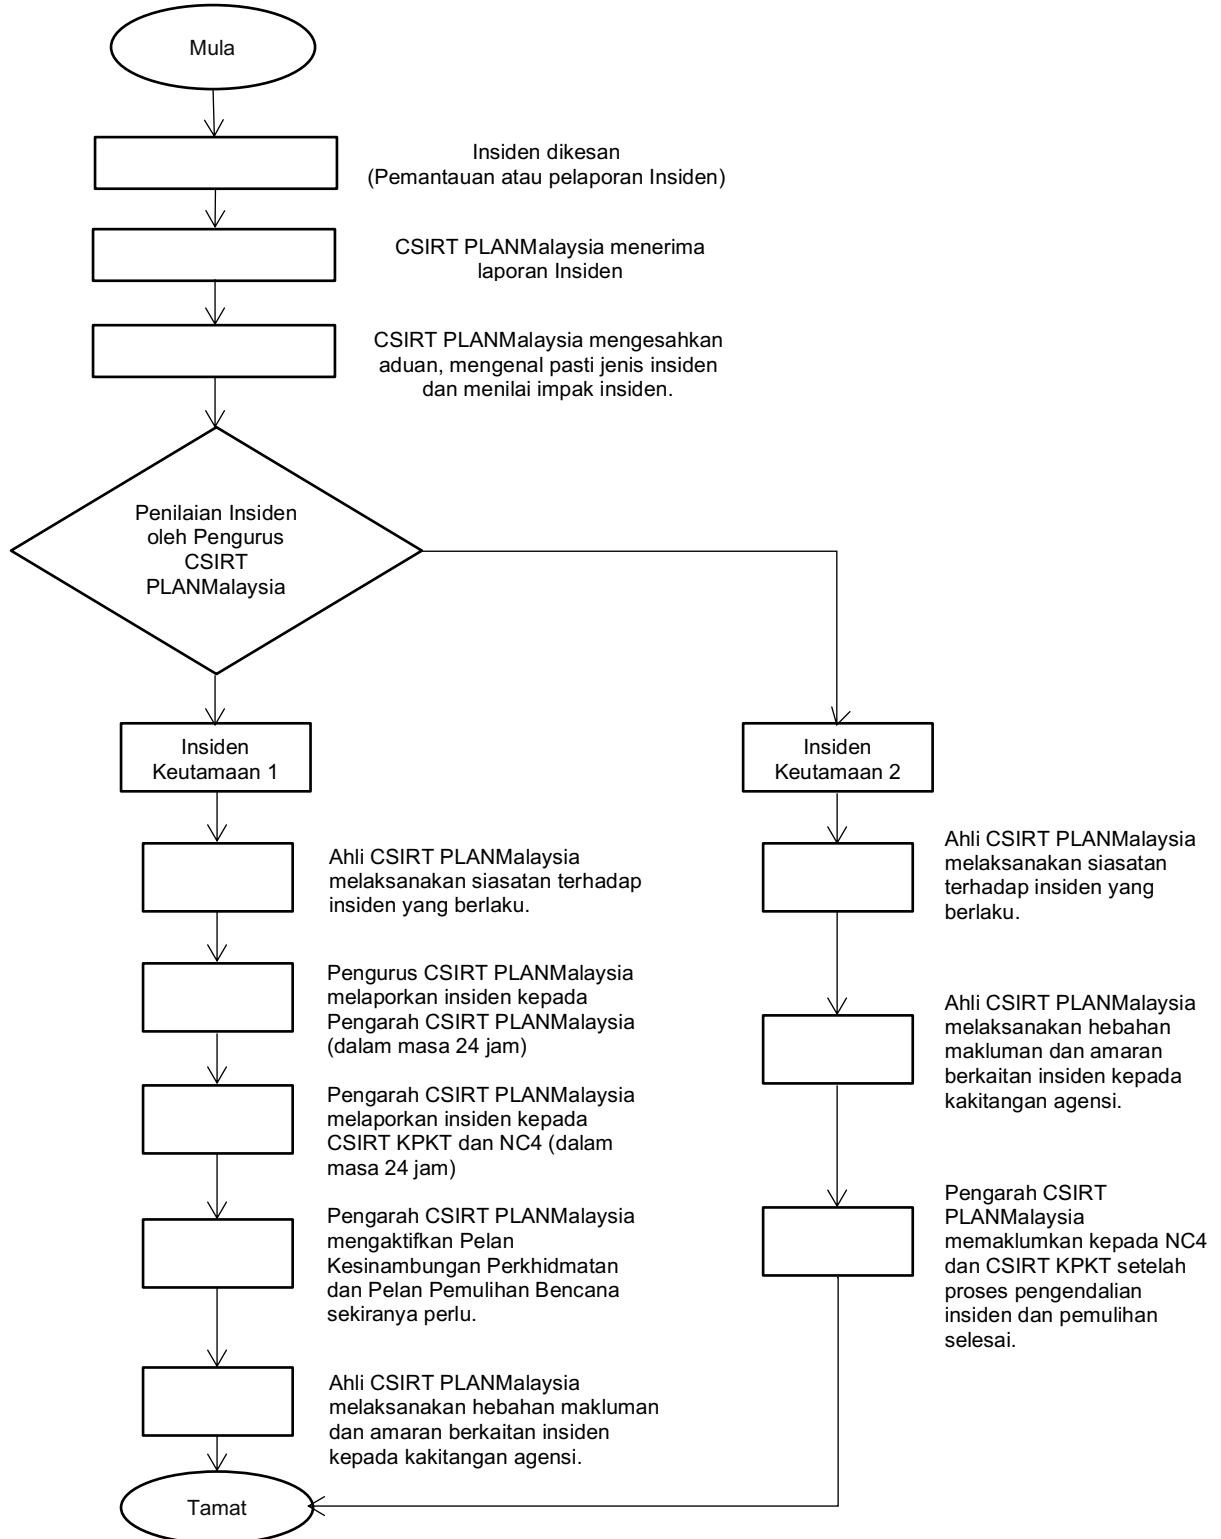 Mula
Insiden dikesan
(Pemantauan atau pelaporan Insiden)
CSIRT PLANMalaysia menerima
laporan Insiden
CSIRT PLANMalaysia mengesahkan
aduan, mengenal pasti jenis insiden
dan menilai impak insiden.
Penilaian Insiden
oleh Pengurus
CSIRT
PLANMalaysia
Insiden
Keutamaan 1
Ahli CSIRT PLANMalaysia
melaksanakan siasatan terhadap
insiden yang berlaku.
Pengurus CSIRT PLANMalaysia
melaporkan insiden kepada
Pengarah CSIRT PLANMalaysia
(dalam masa 24 jam)
Pengarah CSIRT PLANMalaysia
melaporkan insiden kepada
CSIRT KPKT dan NC4 (dalam
masa 24 jam)
Pengarah CSIRT PLANMalaysia
mengaktifkan Pelan
Kesinambungan Perkhidmatan
dan Pelan Pemulihan Bencana
sekiranya perlu.
Ahli CSIRT PLANMalaysia
melaksanakan hebahan makluman
dan amaran berkaitan insiden
kepada kakitangan agensi.
Insiden
Keutamaan 2
Ahli CSIRT PLANMalaysia
melaksanakan siasatan
terhadap insiden yang
berlaku.
Ahli CSIRT PLANMalaysia
melaksanakan hebahan
makluman dan amaran
berkaitan insiden kepada
kakitangan agensi.
Pengarah CSIRT
PLANMalaysia
memaklumkan kepada NC4
dan CSIRT KPKT setelah
proses pengendalian
insiden dan pemulihan
selesai.
Tamat